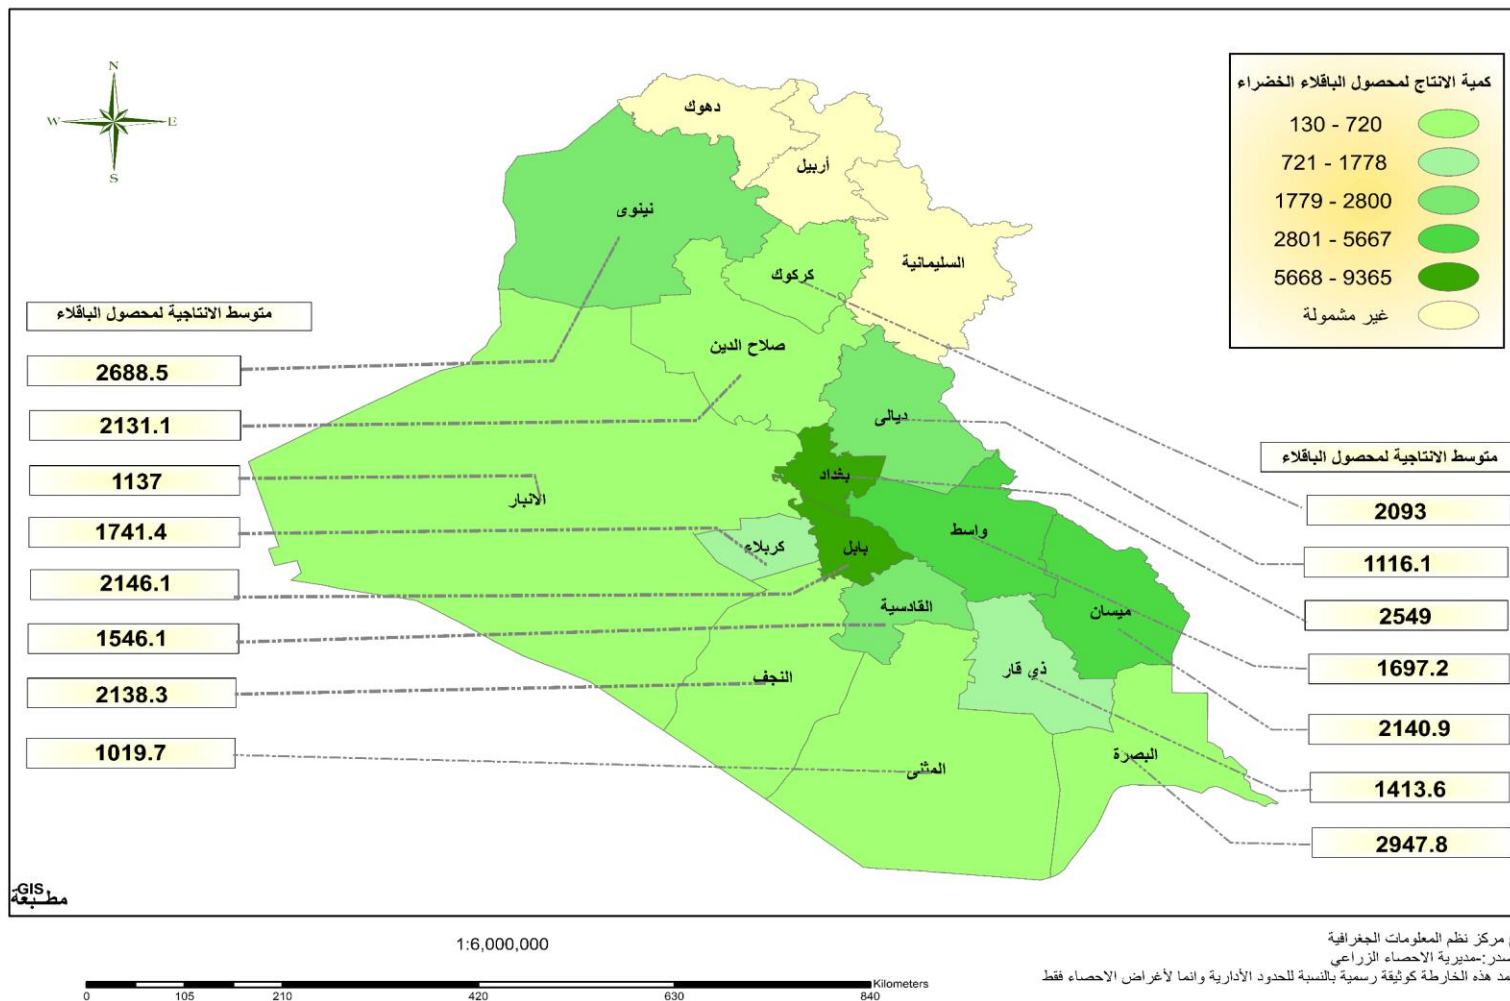 N
W
E
S
كمية الانتاج لمحصول الباقلاء الخضراء
130 - 720
721 - 1778
1779 - 2800
2801 - 5667
5668 - 9365
غير مشمولة
دهوك
أربيل
نينوى
السليمانية
كركوك
صلاح الدين
ديالى
بغداد
الانبار
واسط
كربلاء
بابل
القادسية
ميسان
النجف
ذي قار
المثنى
البصرة
متوسط الانتاجية لمحصول الباقلاء
2688.5
2131.1
1137
1741.4
2146.1
1546.1
2138.3
1019.7
متوسط الانتاجية لمحصول الباقلاء
2093
1116.1
2549
1697.2
2140.9
1413.6
2947.8
GIS
مطبعة
1:6,000,000
Kilometers
0 105 210 420 630 840
مركز نظم المعلومات الجغرافية
مديرية الاحصاء الزراعي
هذه الخارطة كوثيقة رسمية بالنسبة للحدود الأدارية وانما لأغراض الاحصاء فقط